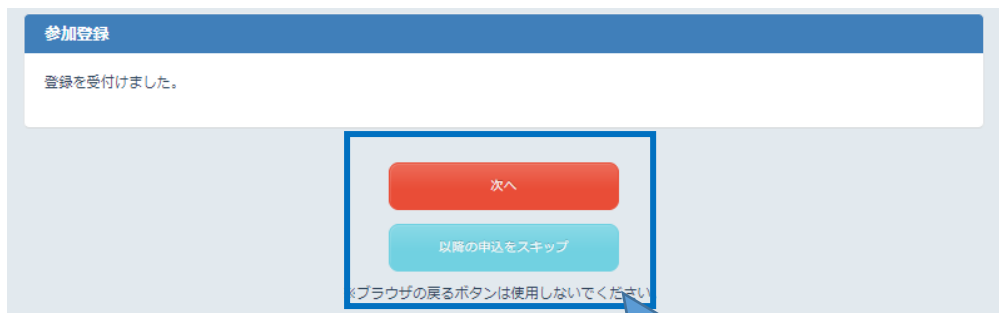 参加登録
登録を受付けました。
次へ
以降の申込をスキップ
※ブラウザの戻るボタンは使用しないでください